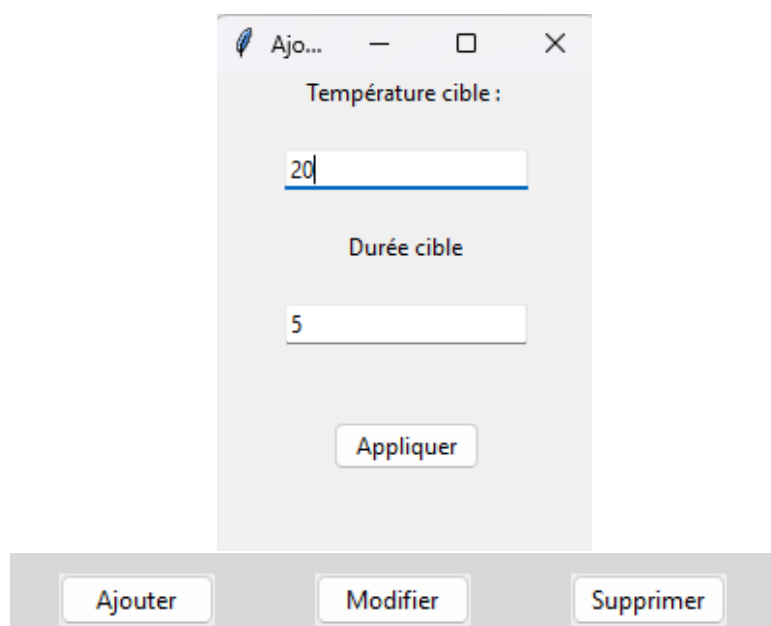 Ajo...
Température cible :
20
Durée cible
5
Appliquer
Ajouter Modifier Supprimer